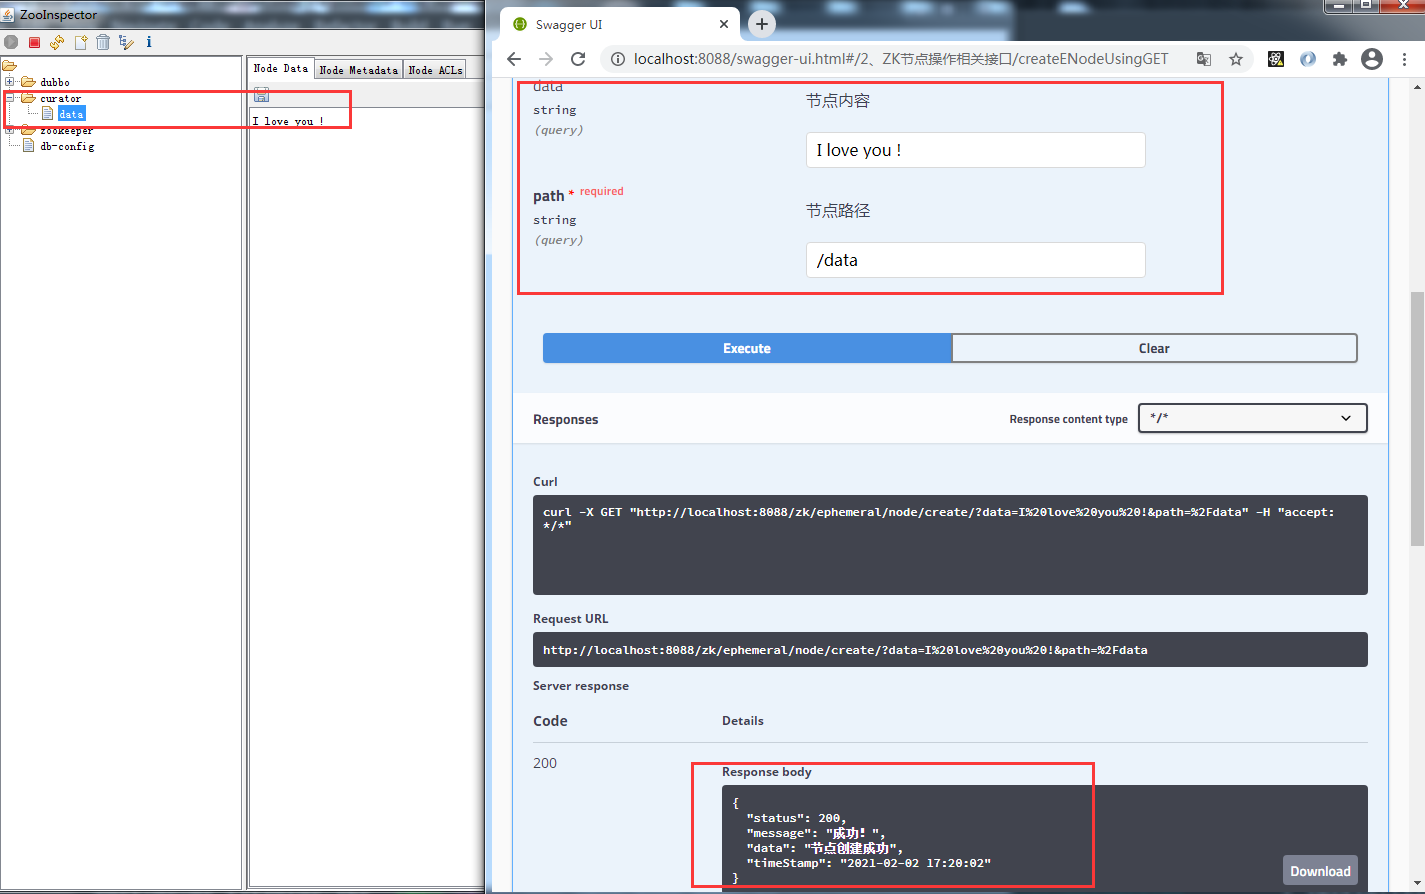 ZooInspector
dubbo
curator
data
zookeeper
db-config
Node Data
Node Metadata
Node ACLs
I love you !
Swagger UI
localhost:8088/swagger-ui.html#/2、ZK节点操作相关接口/createENodeUsingGET
data
string
(query)
节点内容
I love you !
path * required
string
(query)
节点路径
/data
Execute
Clear
Responses
Response content type
*/*
Curl
curl -X GET "http://localhost:8088/zk/ephemeral/node/create/?data=I%20love%20you%20!&path=%2Fdata" -H "accept:
*/*"
Request URL
http://localhost:8088/zk/ephemeral/node/create/?data=I%20love%20you%20!&path=%2Fdata
Server response
Code
Details
200
Response body
{
"status": 200,
"message": "成功！",
"data": "节点创建成功",
"timeStamp": "2021-02-02 17:20:02"
}
Download